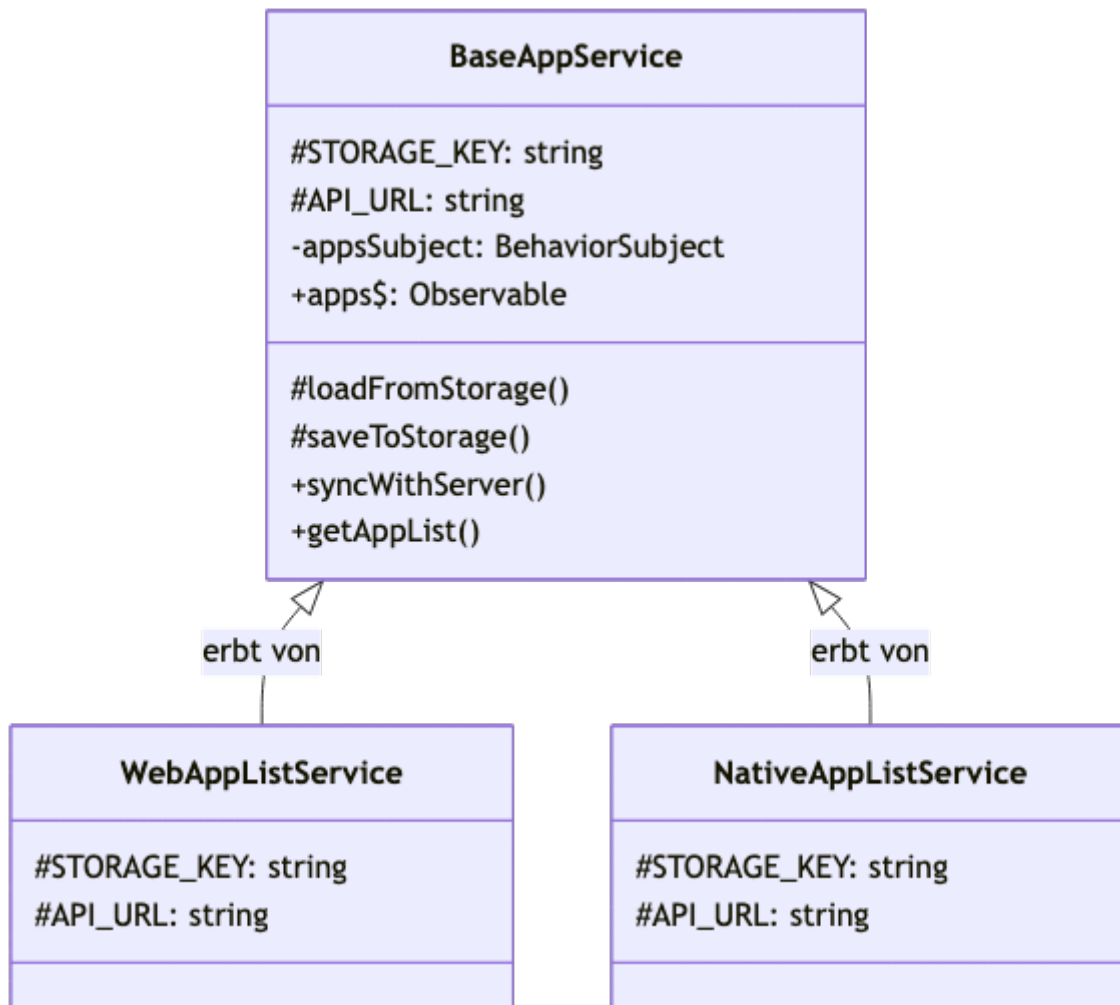 BaseAppService
#STORAGE_KEY: string
#API_URL: string
-appsSubject: BehaviorSubject
+apps$: Observable
#loadFromStorage()
#saveToStorage()
+syncWithServer()
+getAppList()
erbt von
erbt von
WebAppListService
#STORAGE_KEY: string
#API_URL: string
NativeAppListService
#STORAGE_KEY: string
#API_URL: string